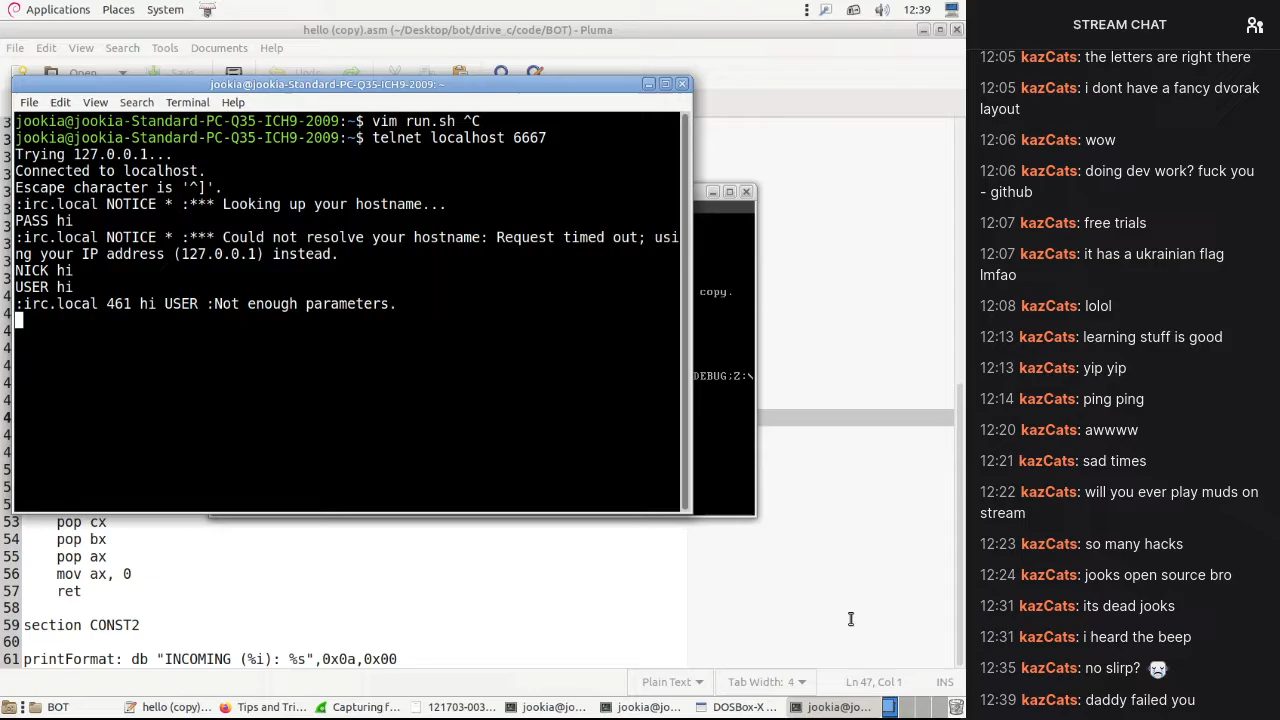 Applications Places System
12:39
hello (copy).asm (~/Desktop/bot/drive_c/code/BOT) - Pluma
File Edit View Search Tools Documents Help
Open Save Undo
jookia@jookia-Standard-PC-Q35-ICH9-2009: ~
File Edit View Search Terminal Help
jookia@jookia-Standard-PC-Q35-ICH9-2009:~$ vim run.sh ^C
jookia@jookia-Standard-PC-Q35-ICH9-2009:~$ telnet localhost 6667
Trying 127.0.0.1...
Connected to localhost.
Escape character is '^]'.
:irc.local NOTICE * :*** Looking up your hostname...
PASS hi
:irc.local NOTICE * :*** Could not resolve your hostname: Request timed out; usi
ng your IP address (127.0.0.1) instead.
NICK hi
USER hi
:irc.local 461 hi USER :Not enough parameters.
copy.
DEBUG;Z:\
53 pop cx
54 pop bx
55 pop ax
56 mov ax, 0
57 ret
58
59 section CONST2
60
61 printFormat: db "INCOMING (%i): %s",0x0a,0x00
Plain Text Tab Width: 4 Ln 47, Col 1 INS
BOT hello (copy).... Tips and Tri... Capturing f... 121703-003... jookia@jo... jookia@jo... DOSBox-X ... jookia@jo...
STREAM CHAT
12:05 kazCats: the letters are right there
12:05 kazCats: i dont have a fancy dvorak
layout
12:06 kazCats: wow
12:06 kazCats: doing dev work? fuck you
- github
12:07 kazCats: free trials
12:07 kazCats: it has a ukrainian flag
lmfao
12:08 kazCats: lolol
12:13 kazCats: learning stuff is good
12:13 kazCats: yip yip
12:14 kazCats: ping ping
12:20 kazCats: awwww
12:21 kazCats: sad times
12:22 kazCats: will you ever play muds on
stream
12:23 kazCats: so many hacks
12:24 kazCats: jooks open source bro
12:31 kazCats: its dead jooks
12:31 kazCats: i heard the beep
12:35 kazCats: no slirp?
12:39 kazCats: daddy failed you